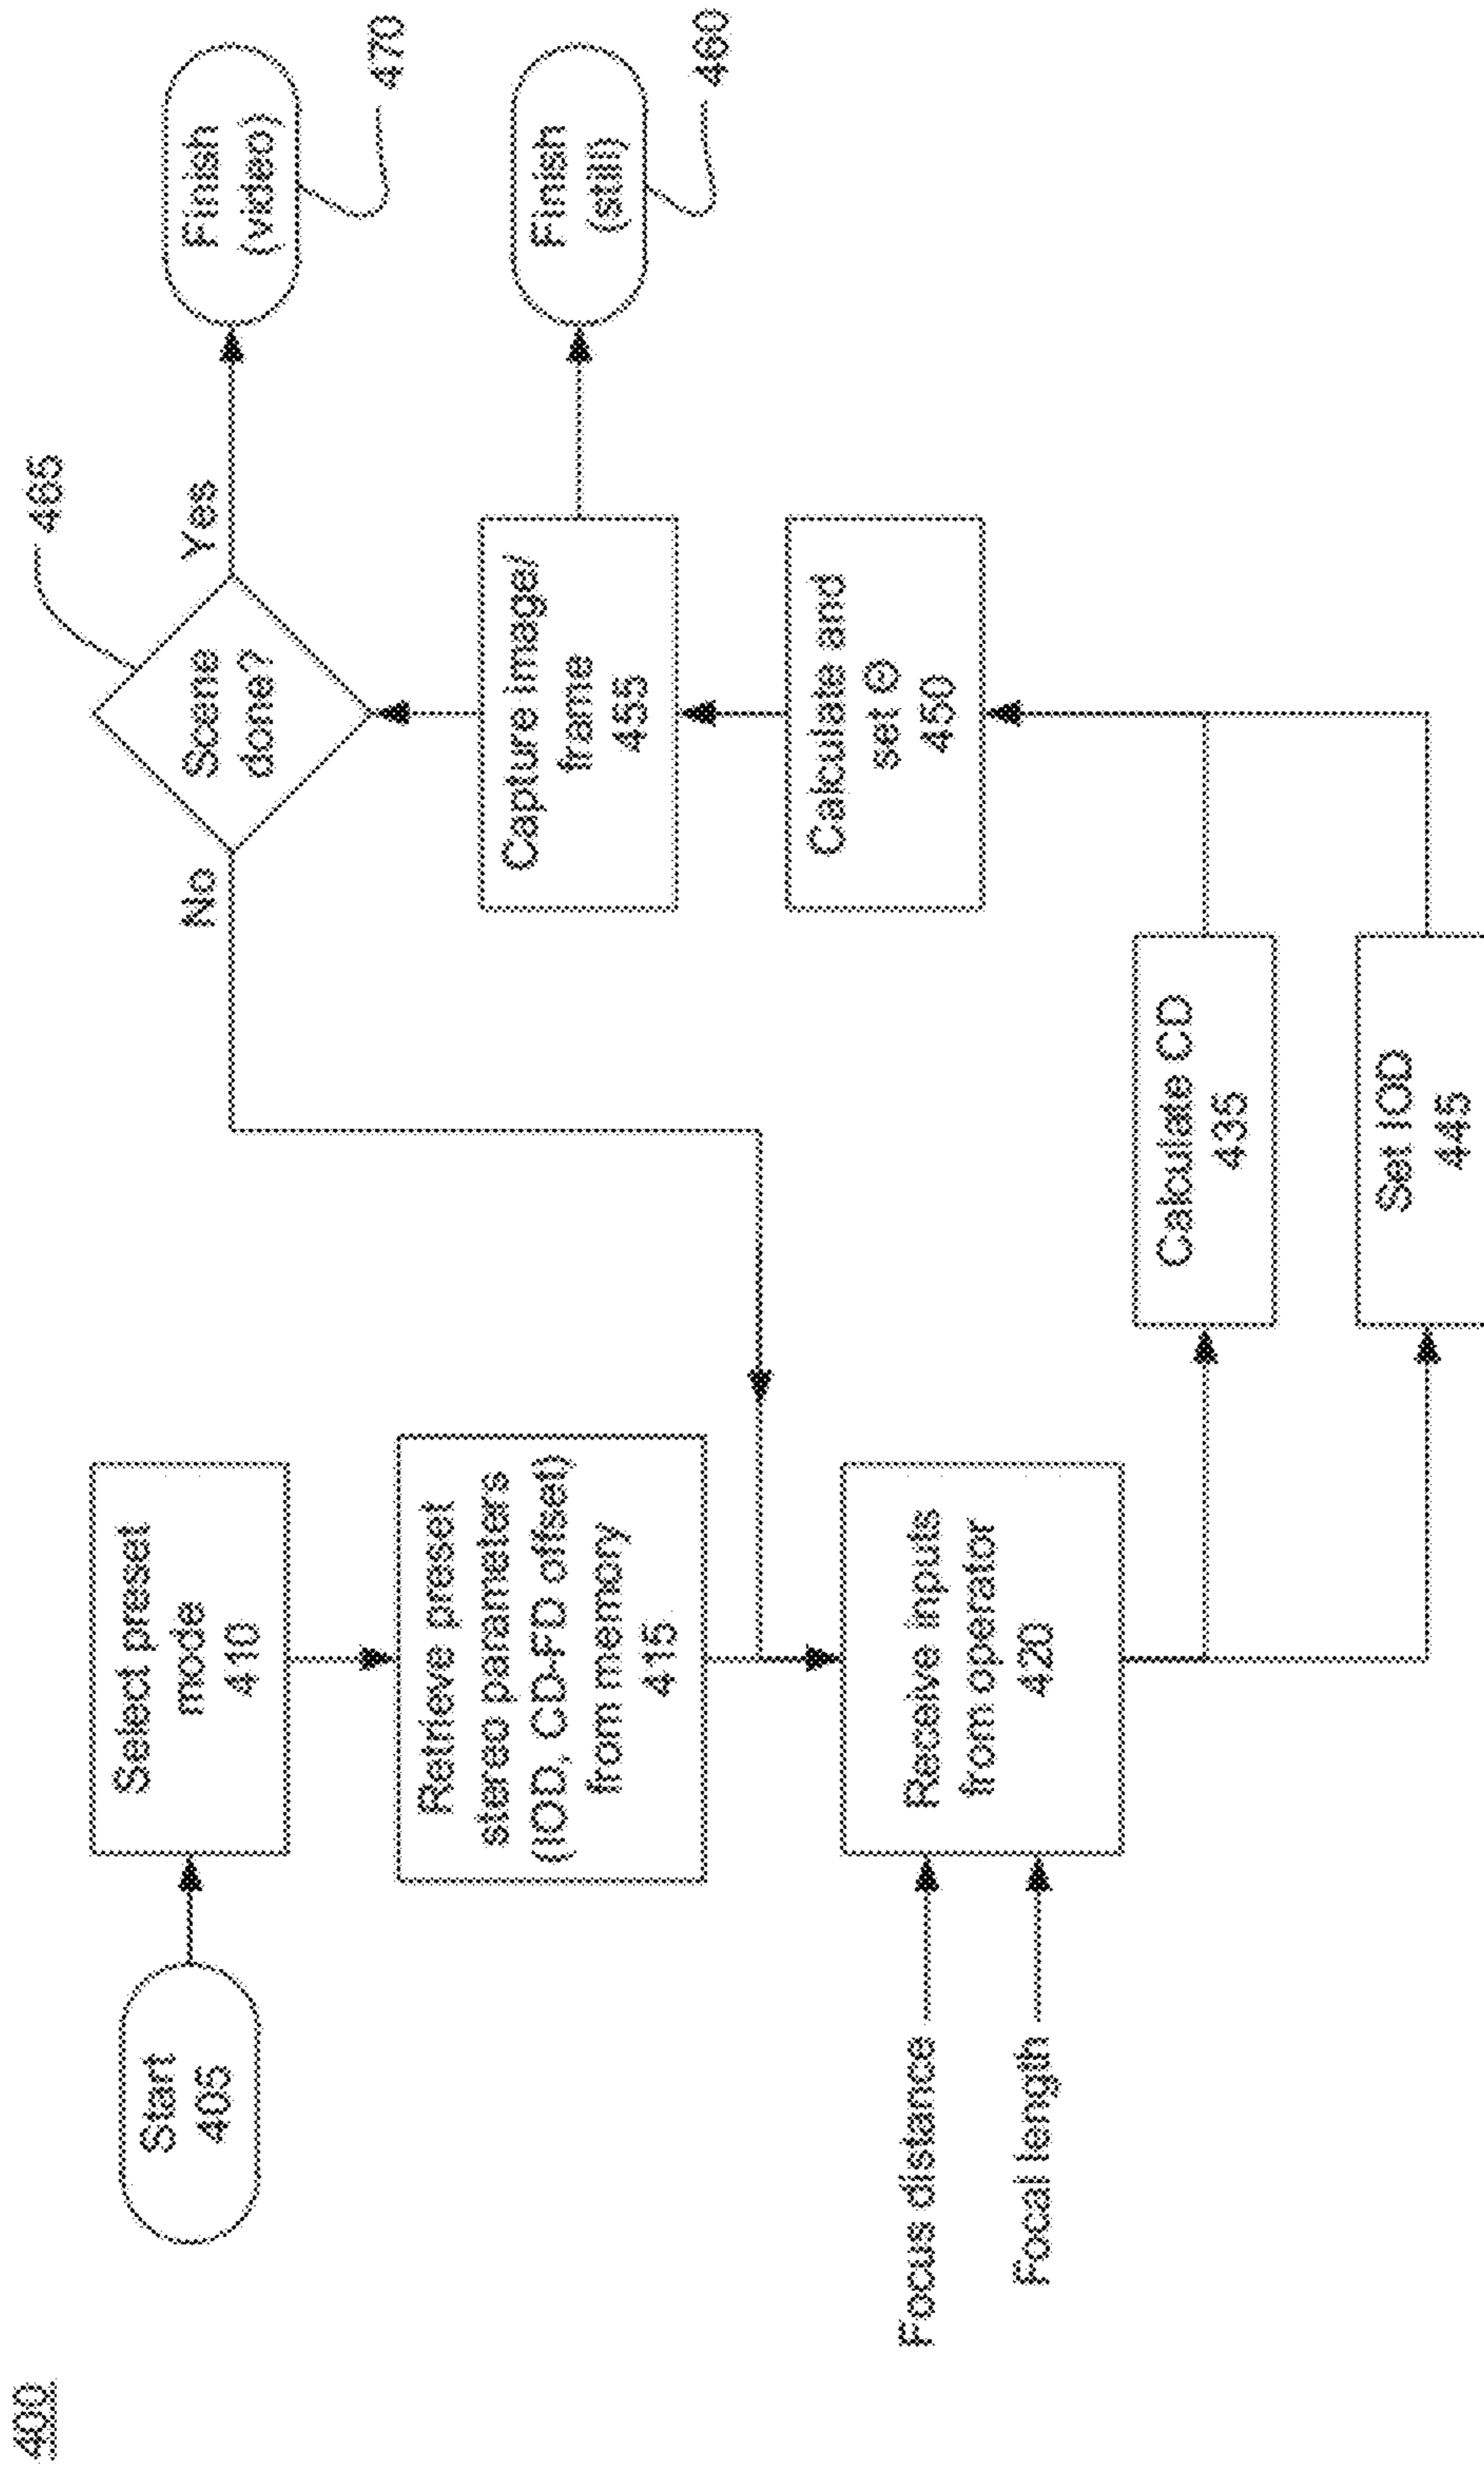 400
Start
405
Select preset
mode
410
Retrieve preset
stereo parameters
(IOD, CD-FD offset)
from memory
415
Focus distance
Focal length
Receive inputs
from operator
420
Calculate CD
435
Set IOD
445
Calculate and
set Θ
450
Capture image/
frame
455
Scene
done?
465
No
Yes
Finish
(video)
470
Finish
(still)
460